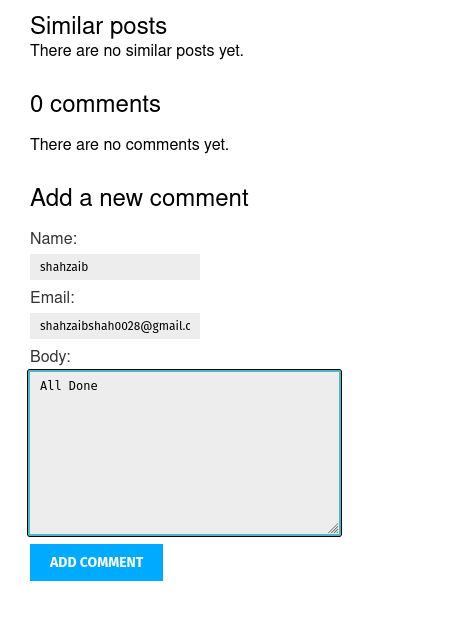 Similar posts
There are no similar posts yet.
0 comments
There are no comments yet.
Add a new comment
Name:
shahzaib
Email:
shahzaibshah0028@gmail.c
Body:
All Done
ADD COMMENT